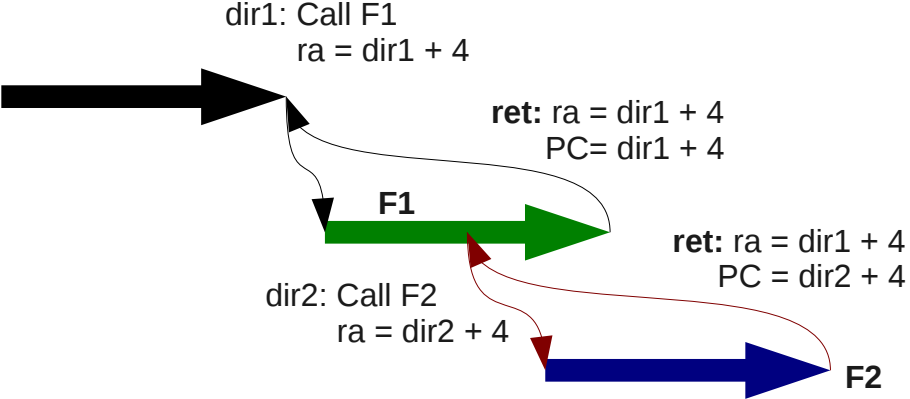 dir1: Call F1
ra = dir1 + 4
ret: ra = dir1 + 4
PC= dir1 + 4
F1
ret: ra = dir1 + 4
PC = dir2 + 4
dir2: Call F2
ra = dir2 + 4
F2